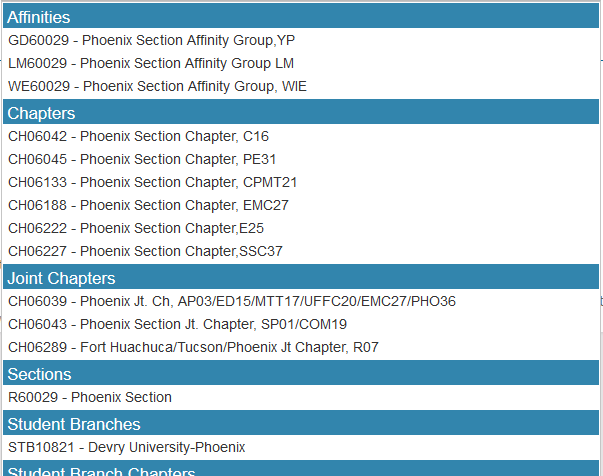 Affinities
GD60029 - Phoenix Section Affinity Group,YP
LM60029 - Phoenix Section Affinity Group LM
WE60029 - Phoenix Section Affinity Group, WIE
Chapters
CH06042 - Phoenix Section Chapter, C16
CH06045 - Phoenix Section Chapter, PE31
CH06133 - Phoenix Section Chapter, CPMT21
CH06188 - Phoenix Section Chapter, EMC27
CH06222 - Phoenix Section Chapter,E25
CH06227 - Phoenix Section Chapter,SSC37
Joint Chapters
CH06039 - Phoenix Jt. Ch, AP03/ED15/MTT17/UFFC20/EMC27/PHO36
CH06043 - Phoenix Section Jt. Chapter, SP01/COM19
CH06289 - Fort Huachuca/Tucson/Phoenix Jt Chapter, R07
Sections
R60029 - Phoenix Section
Student Branches
STB10821 - Devry University-Phoenix
Student Branch Chapters